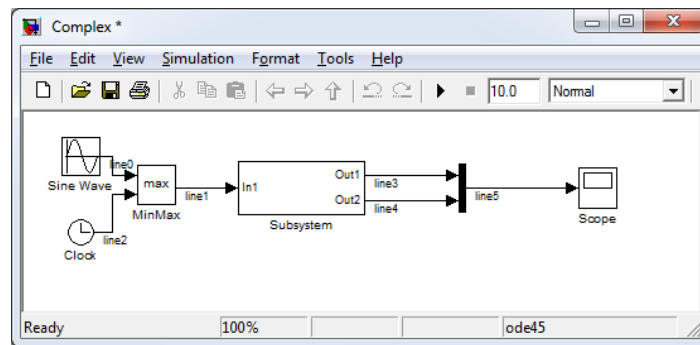 Complex *
File Edit View Simulation Format Tools Help
10.0 Normal
line0
Sine Wave
max
MinMax
line1
line2
Clock
In1
Out1
Out2
Subsystem
line3
line4
line5
Scope
Ready 100% ode45